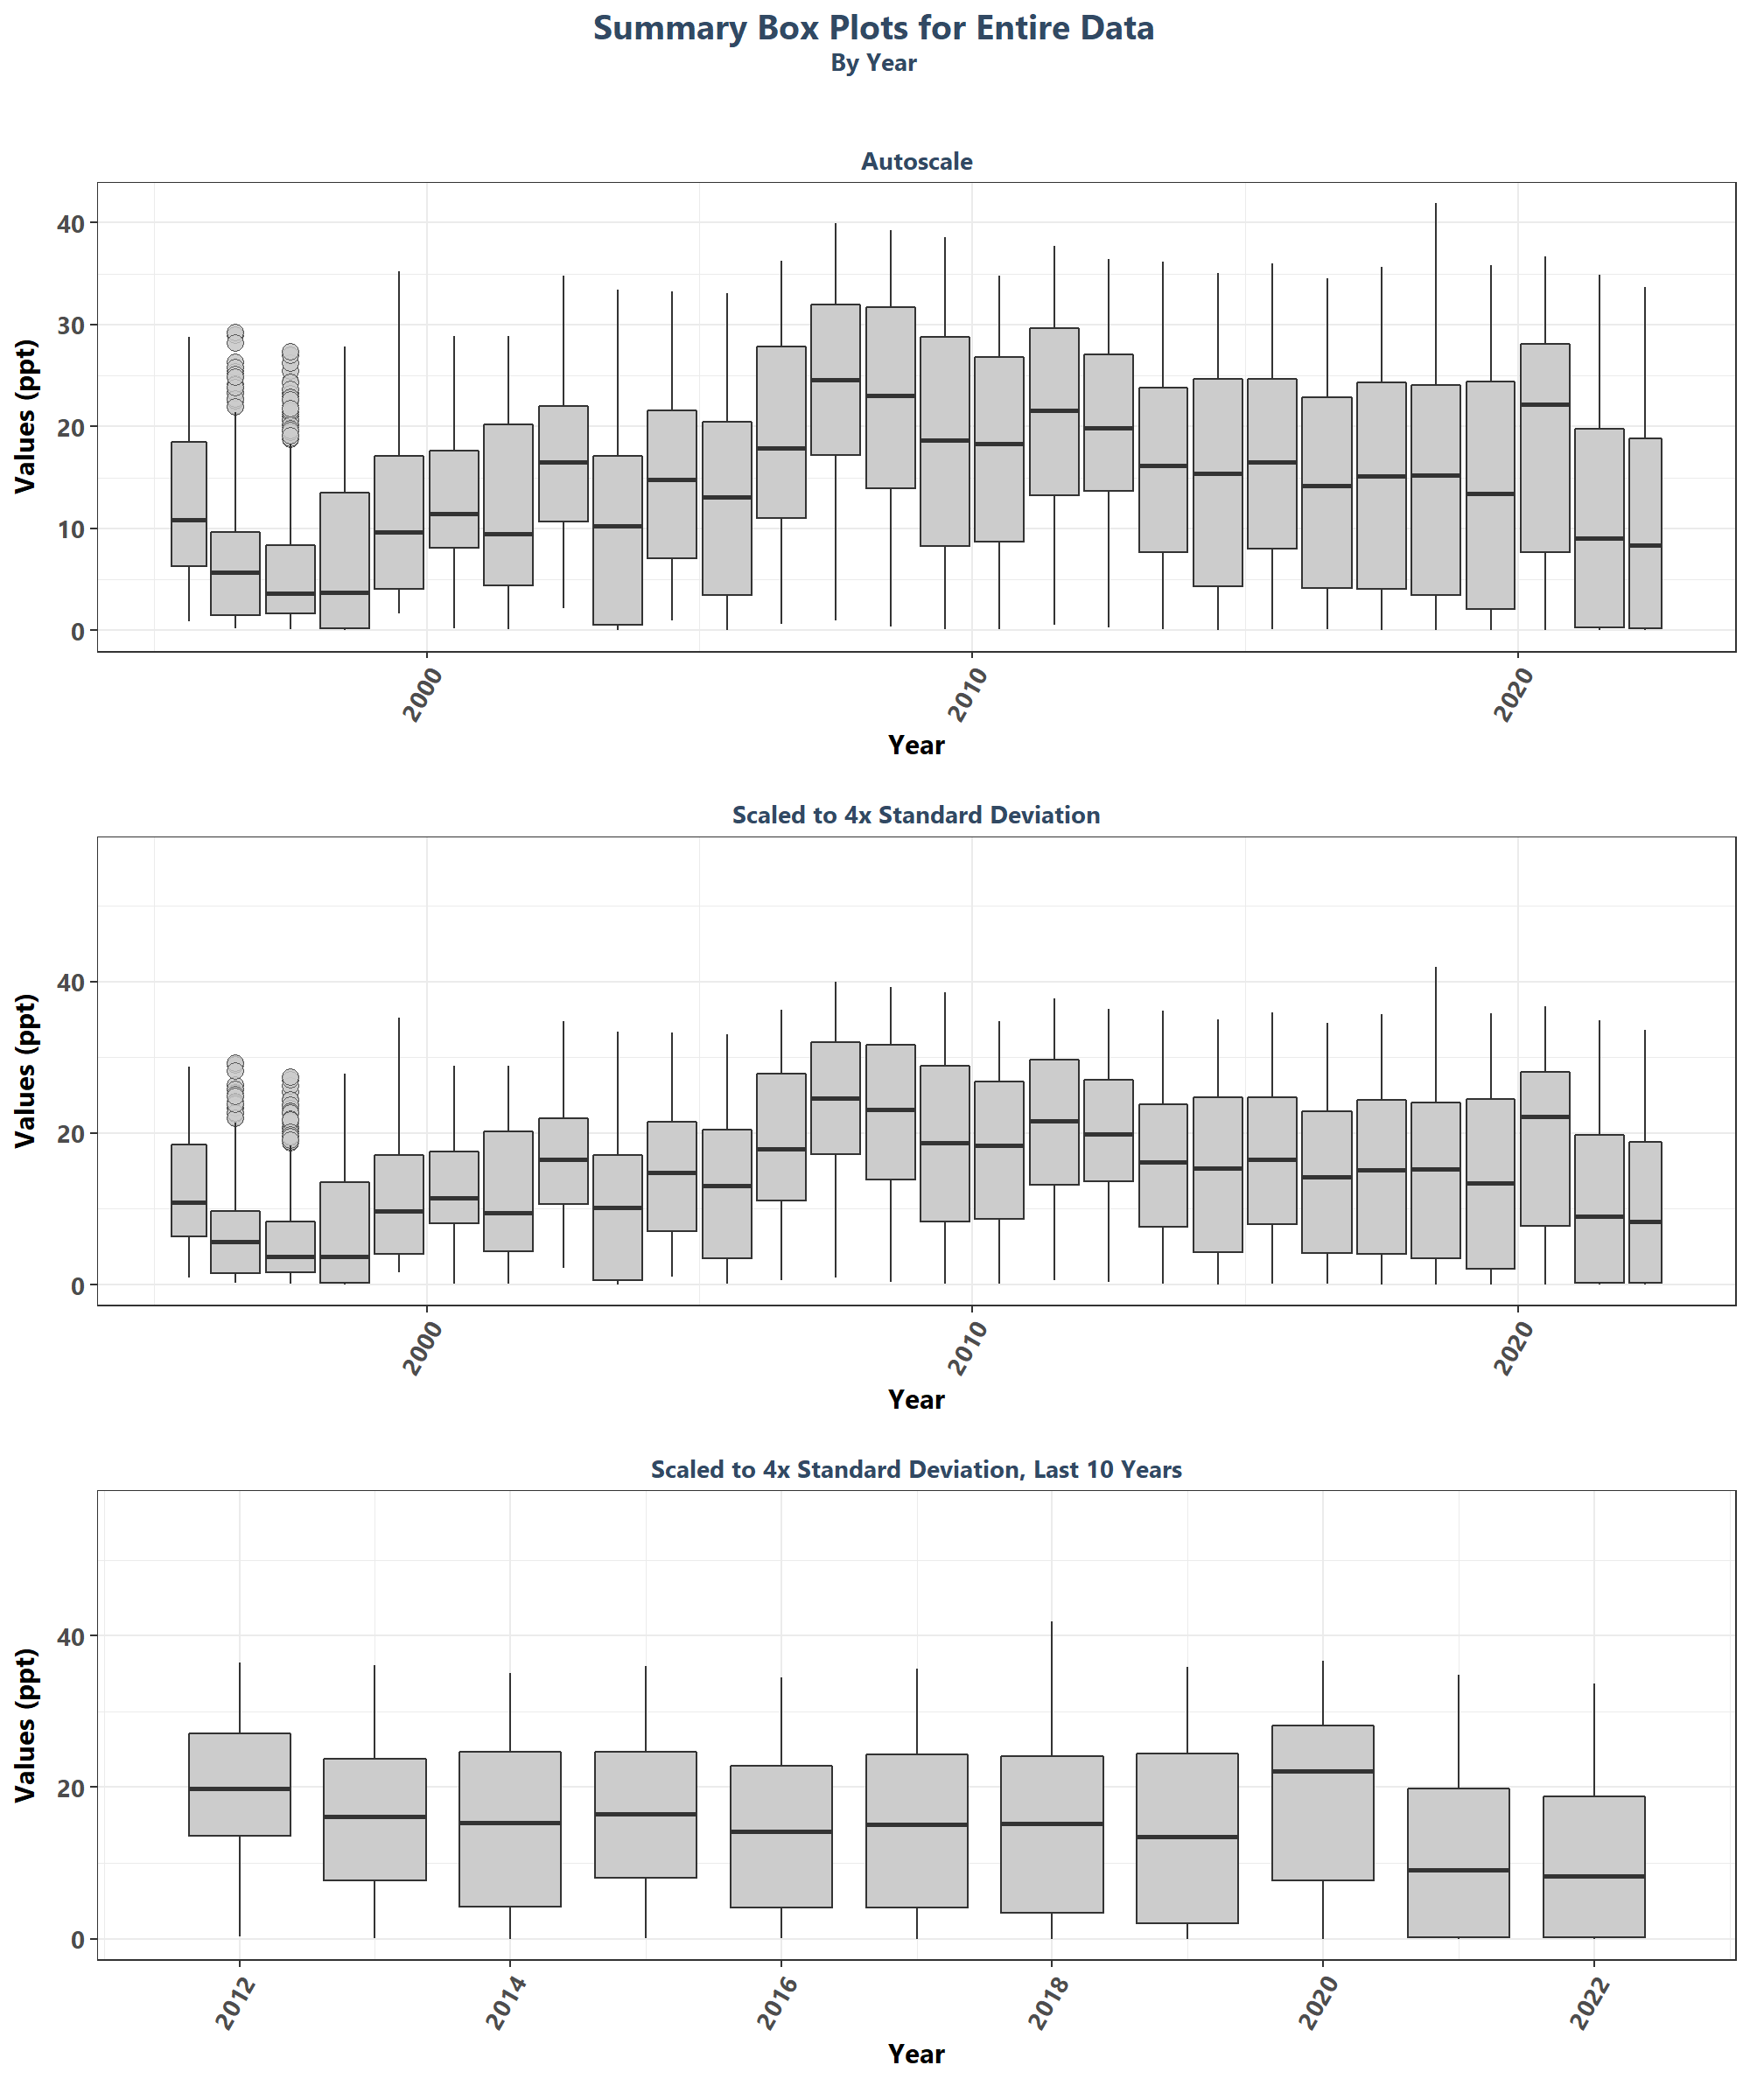 Summary Box Plots for Entire Data
By Year
Autoscale
Values (ppt)
40
30
20
10
0
2000
2010
2020
Year
Scaled to 4x Standard Deviation
Values (ppt)
40
20
0
2000
2010
2020
Year
Scaled to 4x Standard Deviation, Last 10 Years
Values (ppt)
40
20
0
2012
2014
2016
2018
2020
2022
Year